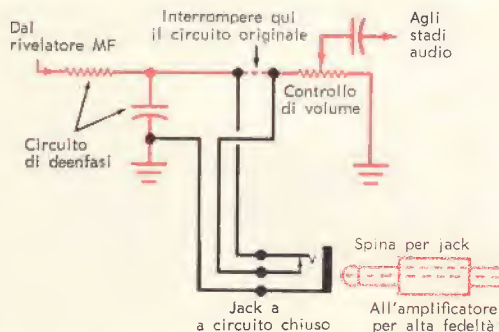 Dal
rivelatore MF
Interrompere qui
il circuito originale
Agli
stadi
audio
Controllo
di volume
Circuito
di deenfasi
Spina per jack
Jack a
a circuito chiuso
All'amplificatore
per alta fedeltà